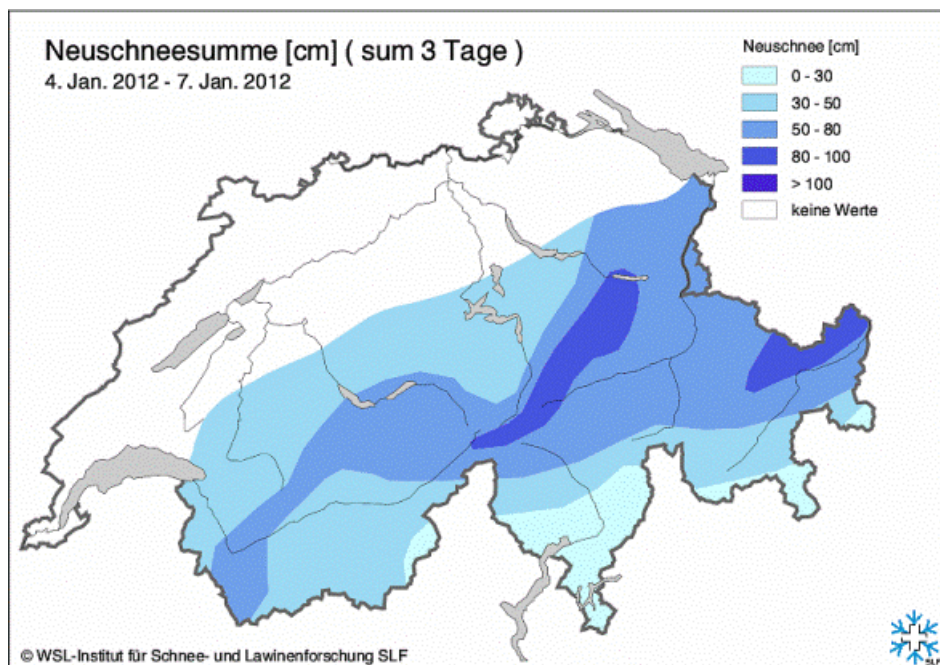 Neuschneesumme [cm] ( sum 3 Tage )
4. Jan. 2012 - 7. Jan. 2012
Neuschnee [cm]
0 - 30
30 - 50
50 - 80
80 - 100
> 100
keine Werte
© WSL-Institut für Schnee- und Lawinenforschung SLF